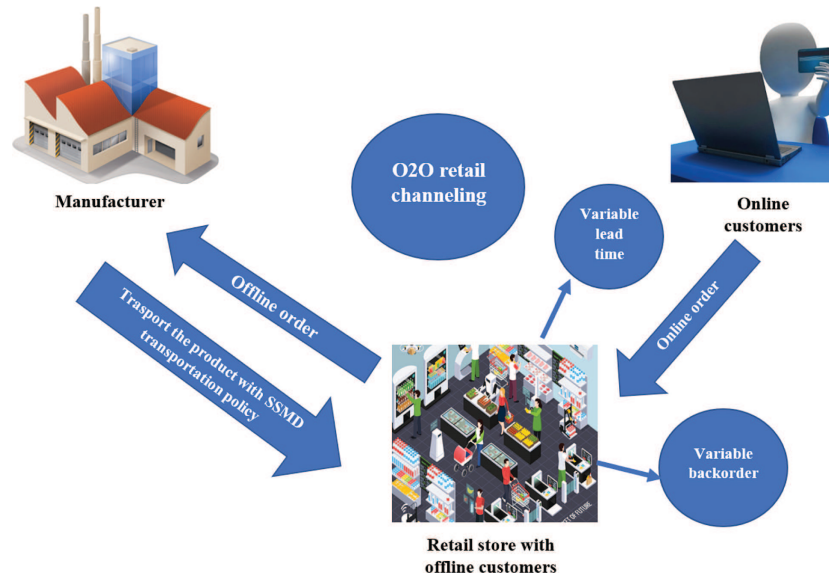 O2O retail
channeling
Manufacturer
Online
customers
Variable
lead
time
Offline order
Trasport the product with SSMD
transportation policy
Online order
Variable
backorder
Retail store with
offline customers